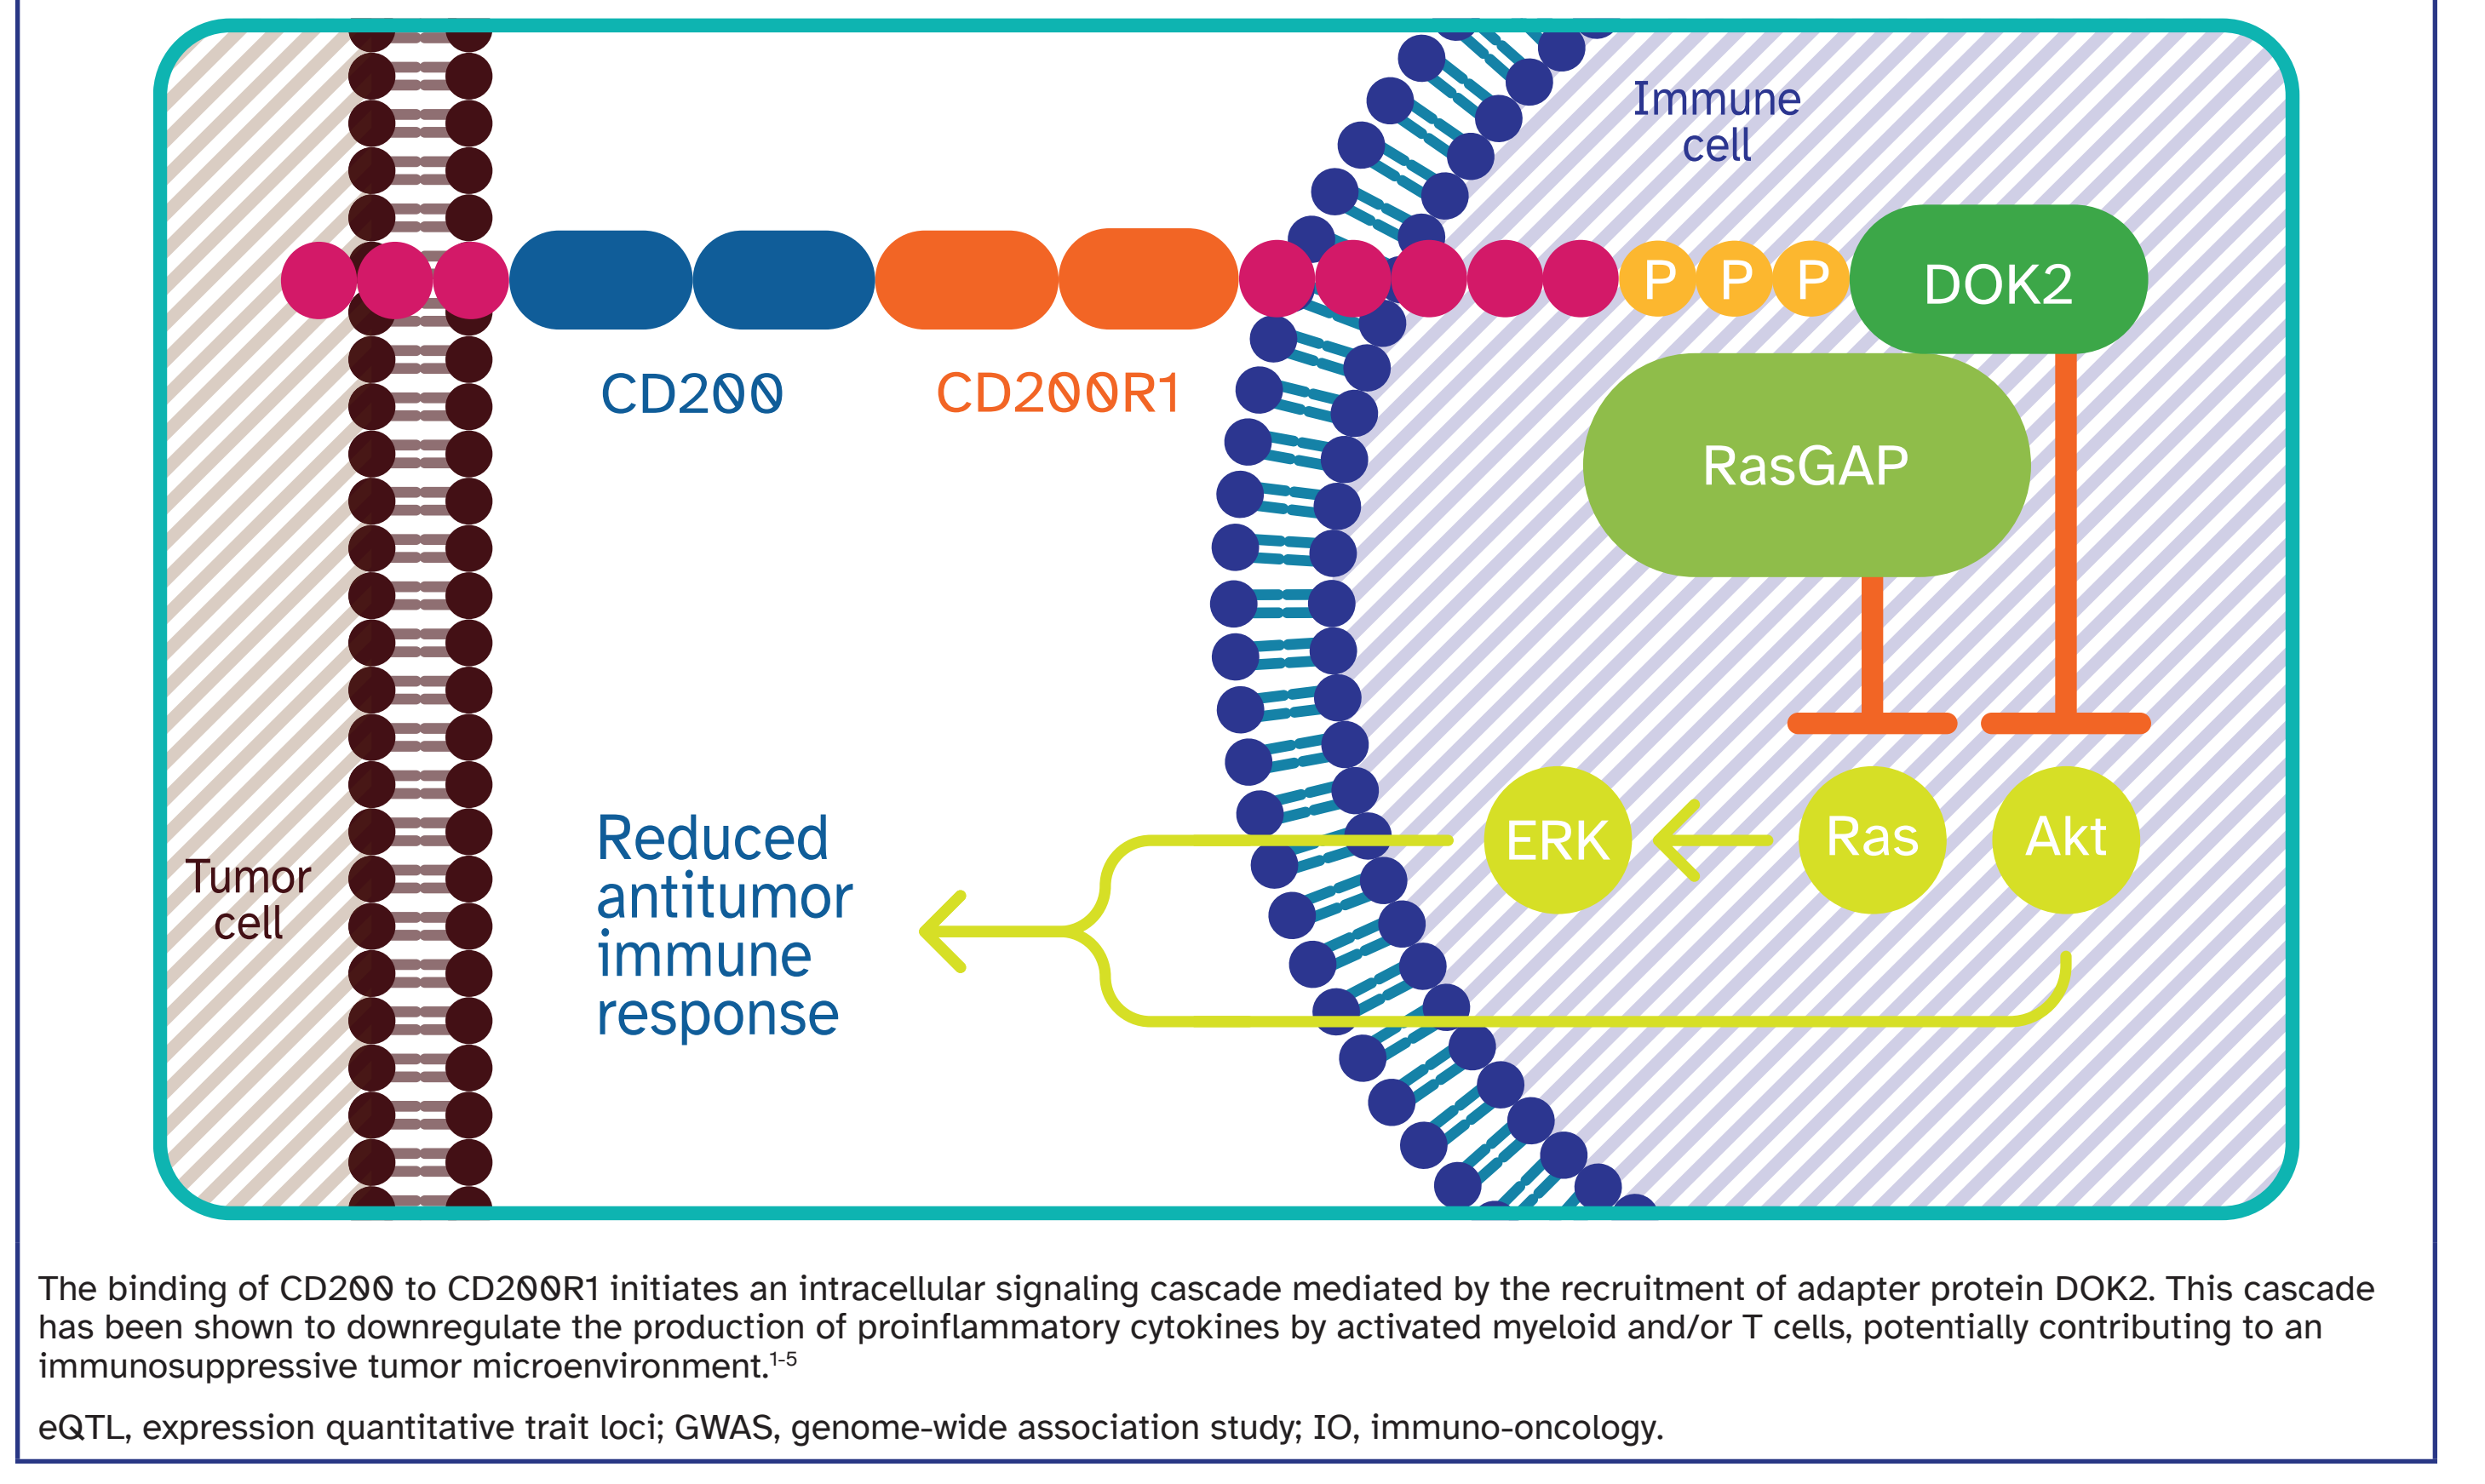 Immune
cell
P P P DOK2
CD200
CD200R1
RasGAP
ERK
Ras
Akt
Reduced
antitumor
immune
response
Tumor
cell
The binding of CD200 to CD200R1 initiates an intracellular signaling cascade mediated by the recruitment of adapter protein DOK2. This cascade
has been shown to downregulate the production of proinflammatory cytokines by activated myeloid and/or T cells, potentially contributing to an
immunosuppressive tumor microenvironment.1-5
eQTL, expression quantitative trait loci; GWAS, genome-wide association study; IO, immuno-oncology.